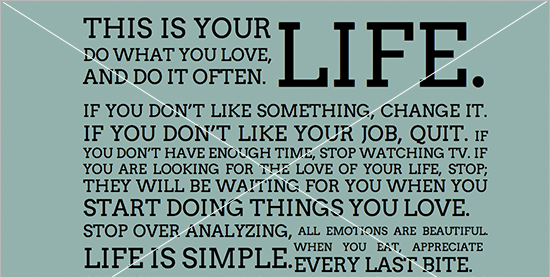 THIS IS YOUR LIFE.
DO WHAT YOU LOVE,
AND DO IT OFTEN.
IF YOU DON'T LIKE SOMETHING, CHANGE IT.
IF YOU DON'T LIKE YOUR JOB, QUIT. IF
YOU DON'T HAVE ENOUGH TIME, STOP WATCHING TV. IF
YOU ARE LOOKING FOR THE LOVE OF YOUR LIFE, STOP;
THEY WILL BE WAITING FOR YOU WHEN YOU
START DOING THINGS YOU LOVE.
STOP OVER ANALYZING, ALL EMOTIONS ARE BEAUTIFUL.
LIFE IS SIMPLE. WHEN YOU EAT, APPRECIATE
EVERY LAST BITE.